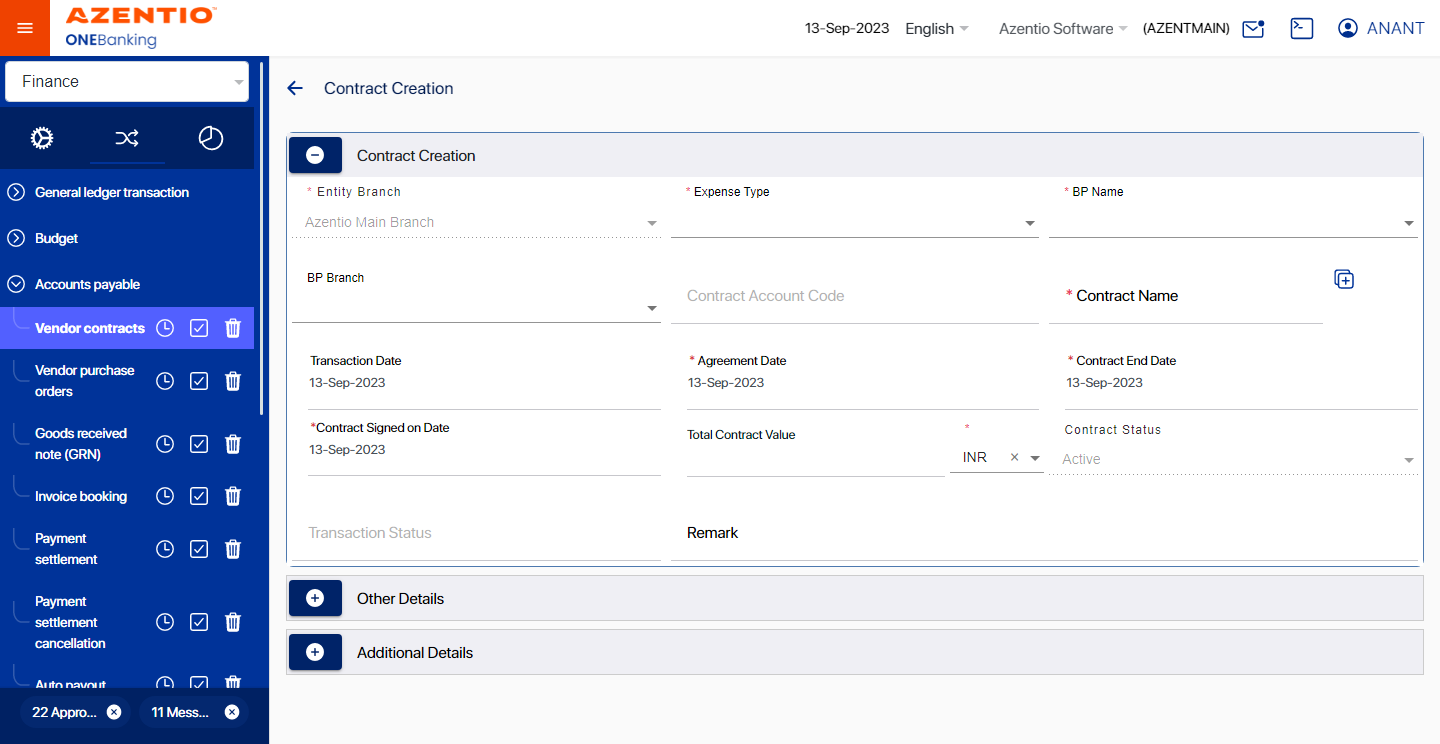 AZENTIO™
ONEBanking
13-Sep-2023 English Azentio Software (AZENTMAIN) ANANT
Finance
General ledger transaction
Budget
Accounts payable
Vendor contracts
Vendor purchase
orders
Goods received
note (GRN)
Invoice booking
Payment
settlement
Payment
settlement
cancellation
Auto payout
22 Appro... 11 Mess...
Contract Creation
Contract Creation
* Entity Branch
Azentio Main Branch
* Expense Type
* BP Name
BP Branch
Contract Account Code
* Contract Name
Transaction Date
13-Sep-2023
* Agreement Date
13-Sep-2023
* Contract End Date
13-Sep-2023
*Contract Signed on Date
13-Sep-2023
Total Contract Value
*
INR ×
Contract Status
Active
Transaction Status
Remark
Other Details
Additional Details